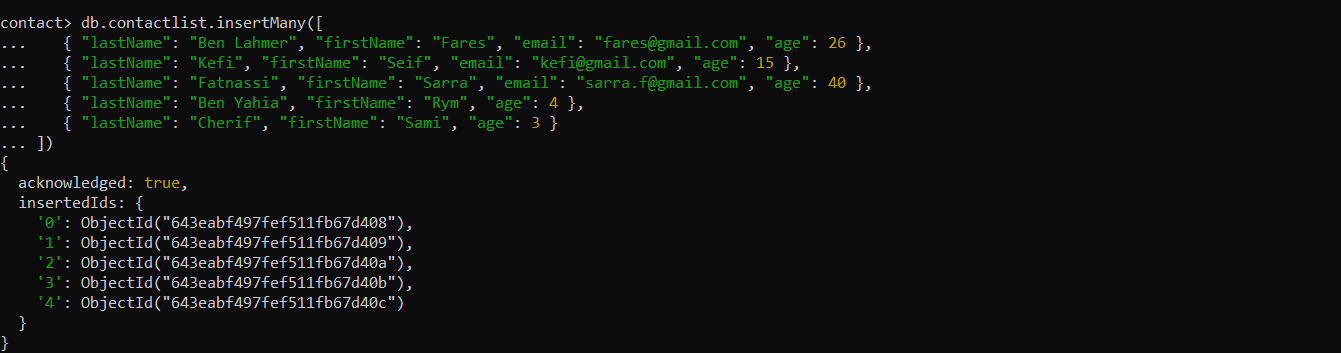 contact> db.contactlist.insertMany([
...    { "lastName": "Ben Lahmer", "firstName": "Fares", "email": "fares@gmail.com", "age": 26 },
...    { "lastName": "Kefi", "firstName": "Seif", "email": "kefi@gmail.com", "age": 15 },
...    { "lastName": "Fatnassi", "firstName": "Sarra", "email": "sarra.f@gmail.com", "age": 40 },
...    { "lastName": "Ben Yahia", "firstName": "Rym", "age": 4 },
...    { "lastName": "Cherif", "firstName": "Sami", "age": 3 }
... ])
{
  acknowledged: true,
  insertedIds: {
    '0': ObjectId("643eabf497fef511fb67d408"),
    '1': ObjectId("643eabf497fef511fb67d409"),
    '2': ObjectId("643eabf497fef511fb67d40a"),
    '3': ObjectId("643eabf497fef511fb67d40b"),
    '4': ObjectId("643eabf497fef511fb67d40c")
  }
}